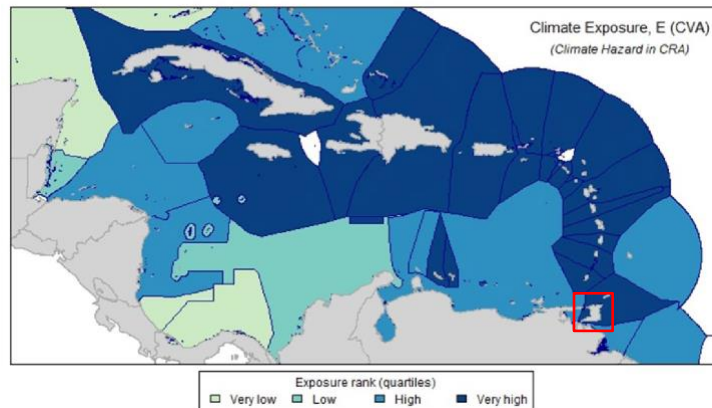 Climate Exposure, E (CVA)
(Climate Hazard in CRA)
Exposure rank (quartiles)
Very low Low High Very high